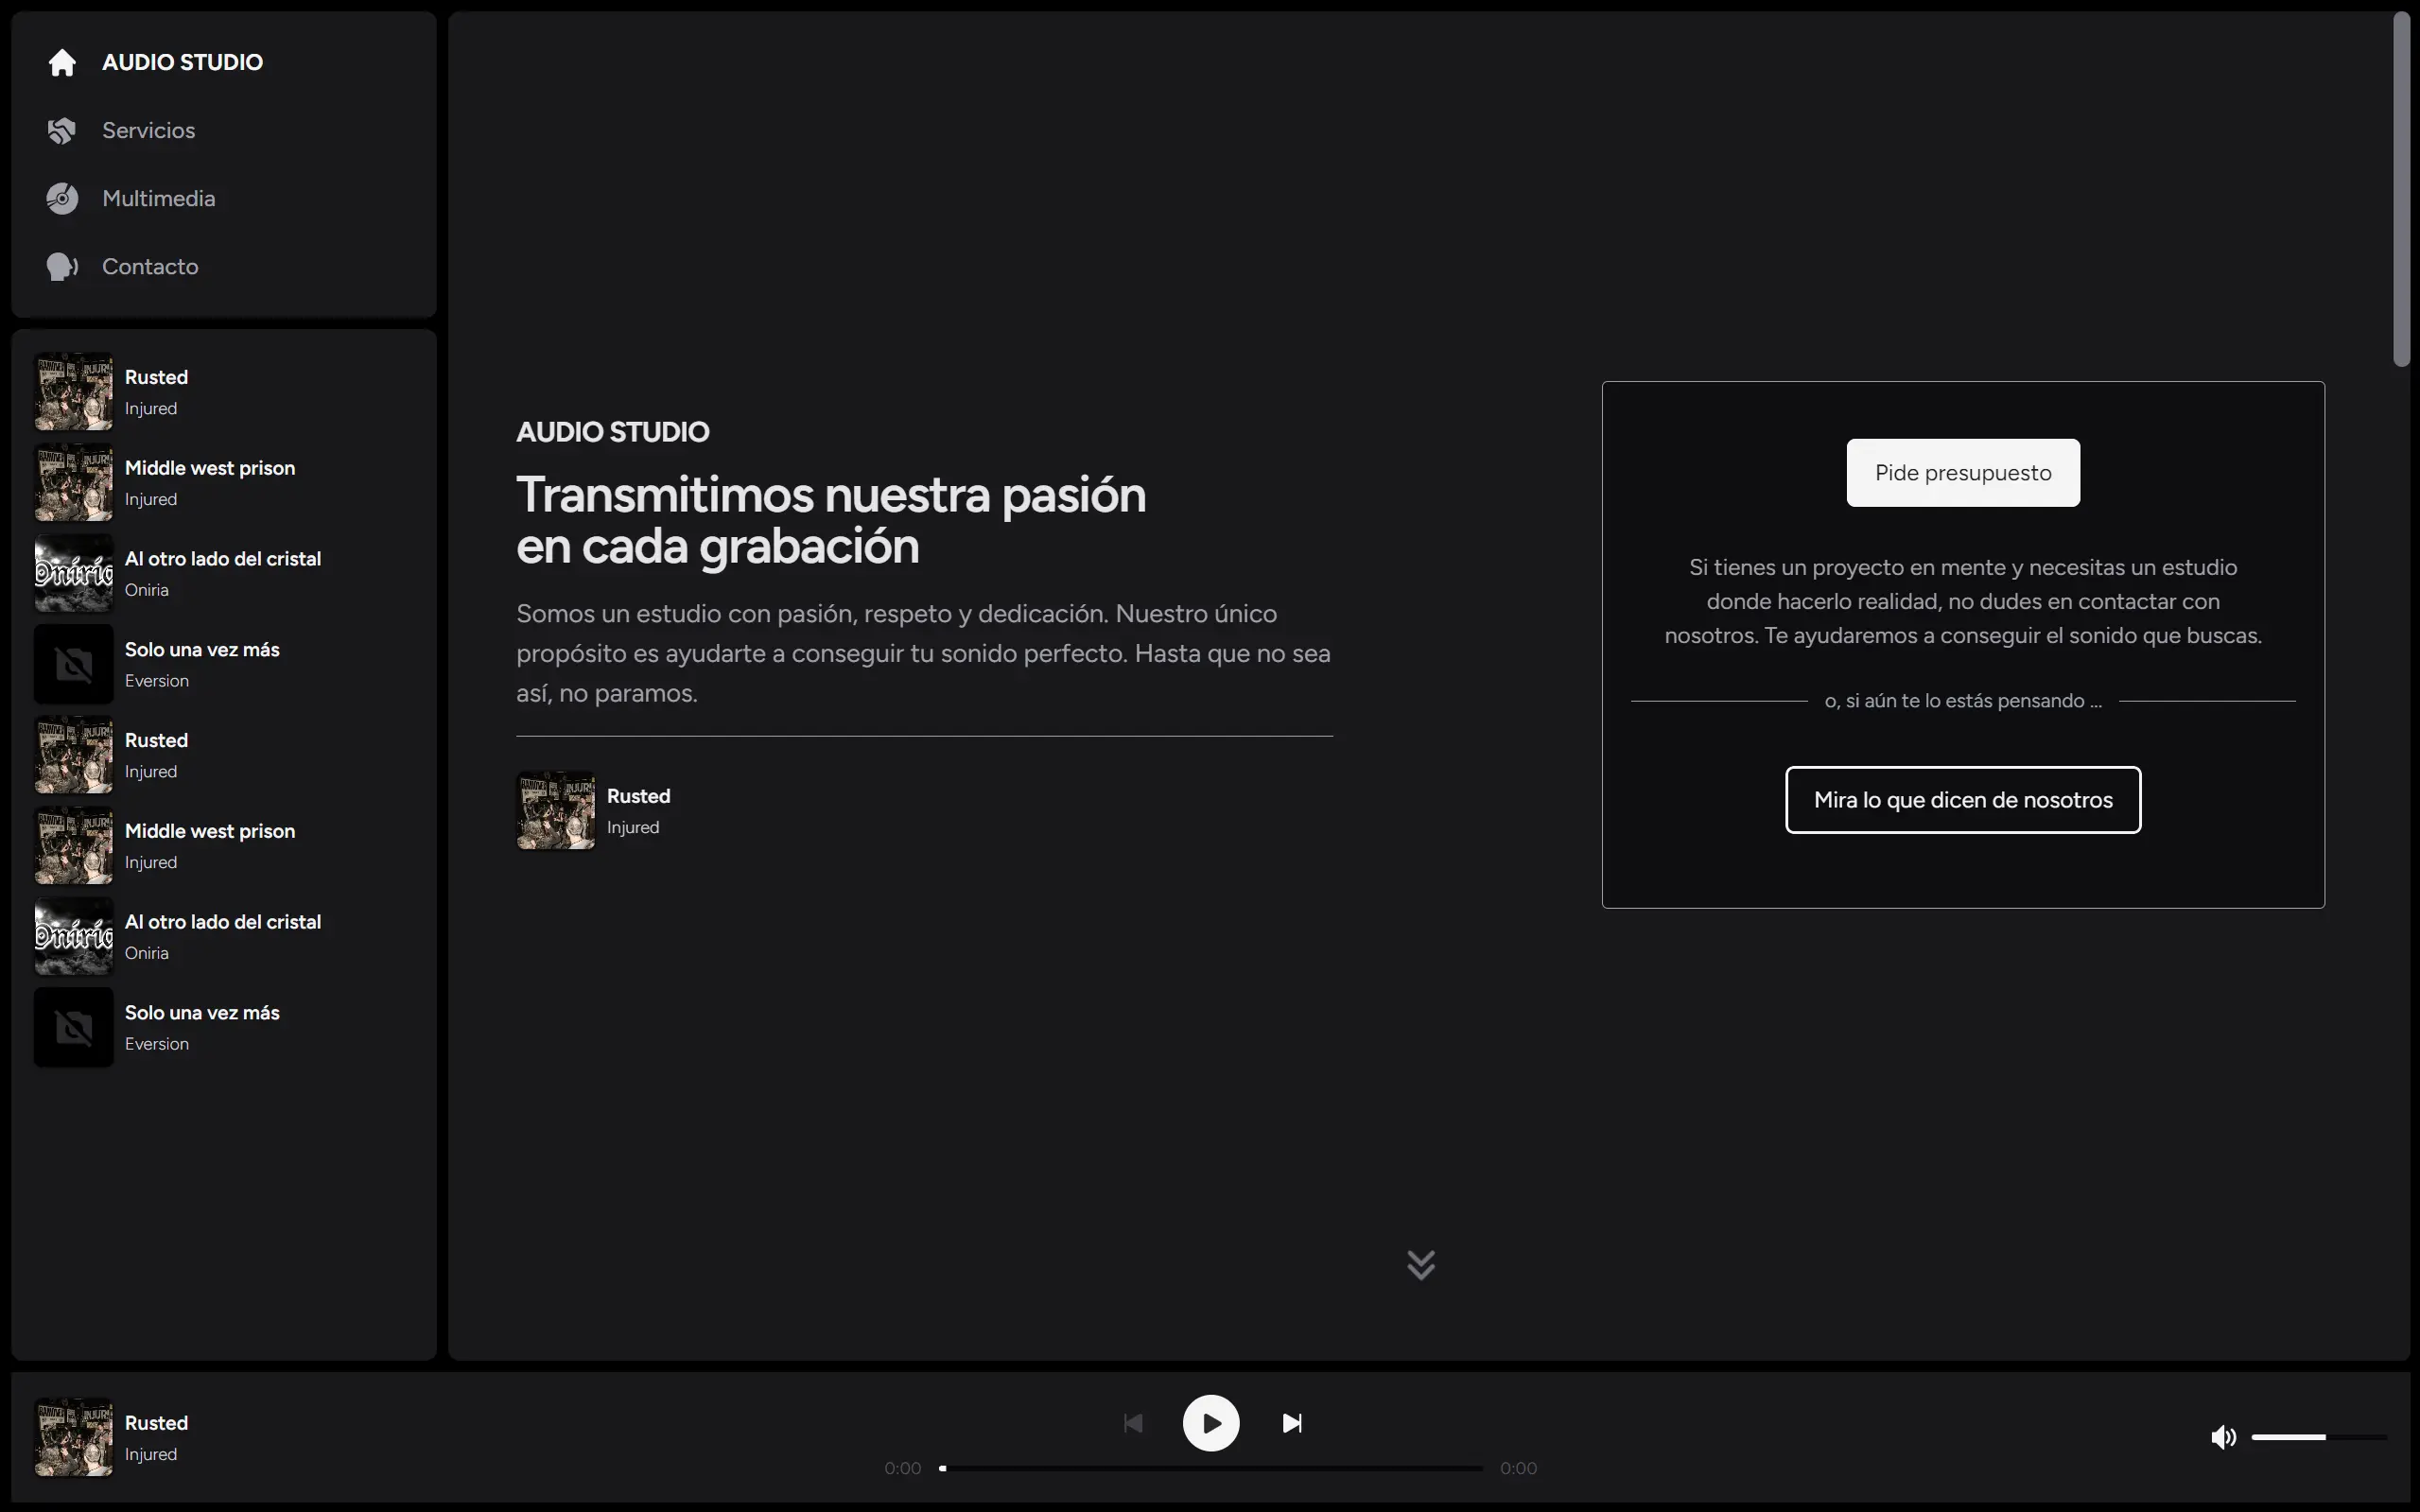 AUDIO STUDIO
Servicios
Multimedia
Contacto
Rusted
Injured
Middle west prison
Injured
Al otro lado del cristal
Oniria
Solo una vez más
Eversion
Rusted
Injured
Middle west prison
Injured
Al otro lado del cristal
Oniria
Solo una vez más
Eversion
AUDIO STUDIO
Transmitimos nuestra pasión
en cada grabación
Somos un estudio con pasión, respeto y dedicación. Nuestro único
propósito es ayudarte a conseguir tu sonido perfecto. Hasta que no sea
así, no paramos.
Rusted
Injured
Pide presupuesto
Si tienes un proyecto en mente y necesitas un estudio
donde hacerlo realidad, no dudes en contactar con
nosotros. Te ayudaremos a conseguir el sonido que buscas.
o, si aún te lo estás pensando ...
Mira lo que dicen de nosotros
Rusted
Injured
0:00
0:00